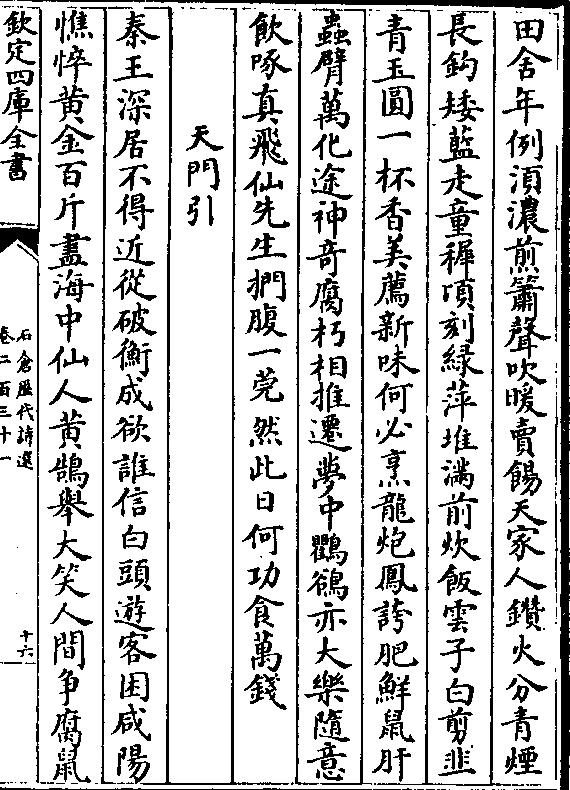 田舍年例湏濃煎簫聲吹暖賣餳天家人鑽火分青煙
長鈎矮藍走童穉頃刻緑萍堆滿前炊飯雲子白剪韭
青玉圓一杯香美薦新味何必烹龍炮鳳誇肥鮮鼠肝
蟲臂萬化途神竒腐朽相推遷夢中鸜鵒亦大樂隨意
飲啄真飛仙先生捫腹一莞然此日何功食萬錢
天門引
秦王深居不得近從破衡成欲誰信白頭遊客困咸陽
憔悴黄金百斤盡海中仙人黄鵠舉大笑人間争腐鼠
欽定四庫全書
石倉歴代詩選
卷二百三十一
十六